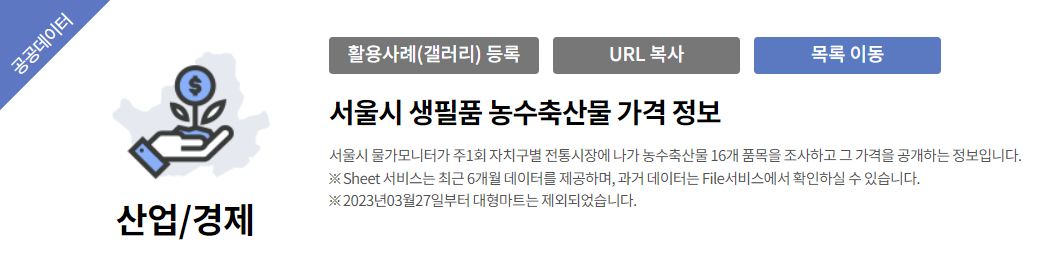 공공데이터
산업/경제
활용사례(갤러리) 등록
URL 복사
목록 이동
서울시 생필품 농수축산물 가격 정보
서울시 물가모니터가 주1회 자치구별 전통시장에 나가 농수축산물 16개 품목을 조사하고 그 가격을 공개하는 정보입니다.
※ Sheet 서비스는 최근 6개월 데이터를 제공하며, 과거 데이터는 File서비스에서 확인하실 수 있습니다.
※ 2023년03월27일부터 대형마트는 제외되었습니다.